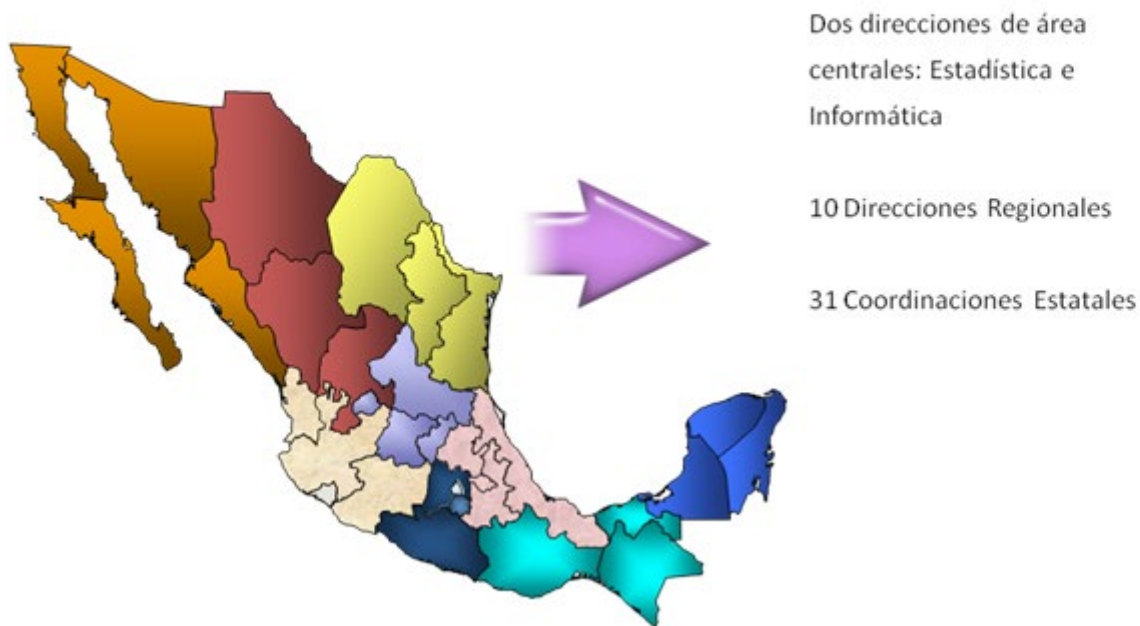 Dos direcciones de área
centrales: Estadística e
Informática
10 Direcciones Regionales
31 Coordinaciones Estatales